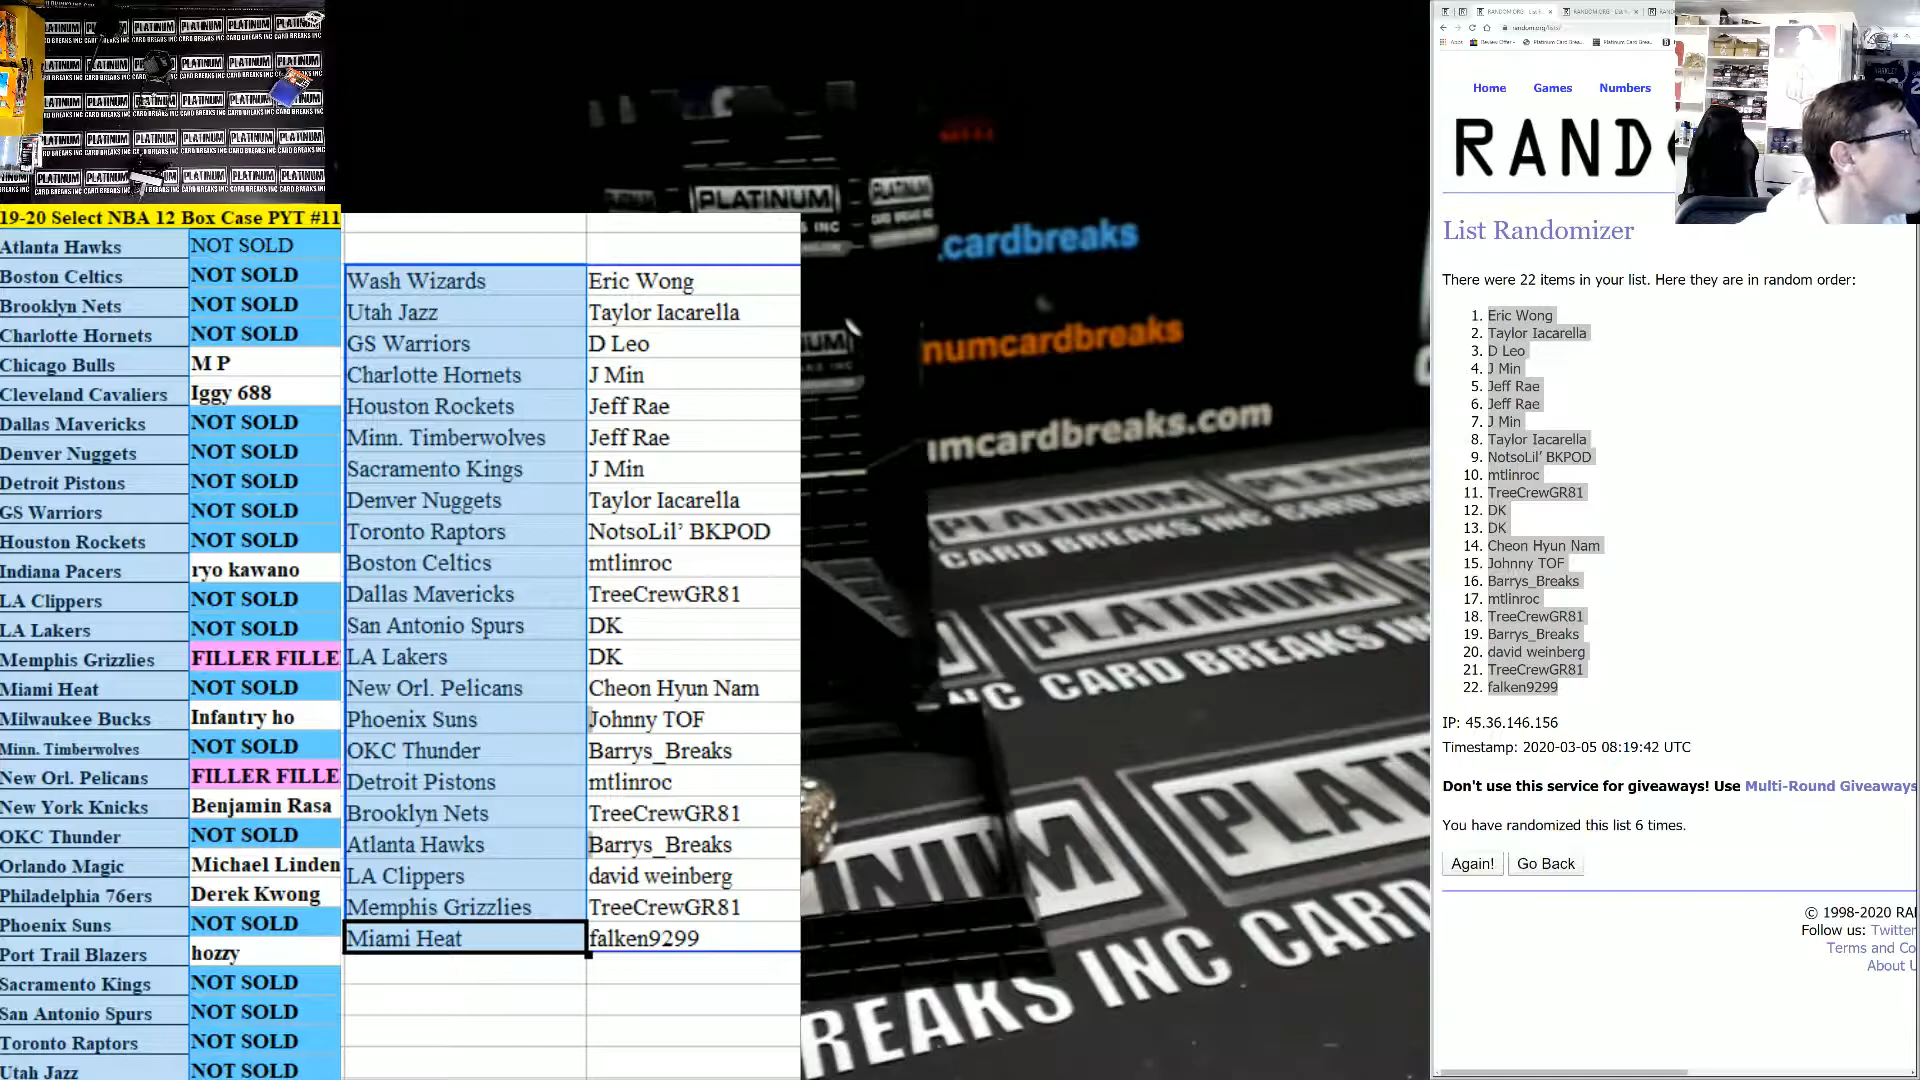 19-20 Select NBA 12 Box Case PYT #11
Atlanta Hawks NOT SOLD
Boston Celtics NOT SOLD
Brooklyn Nets NOT SOLD
Charlotte Hornets NOT SOLD
Chicago Bulls M P
Cleveland Cavaliers Iggy 688
Dallas Mavericks NOT SOLD
Denver Nuggets NOT SOLD
Detroit Pistons NOT SOLD
GS Warriors NOT SOLD
Houston Rockets NOT SOLD
Indiana Pacers ryo kawano
LA Clippers NOT SOLD
LA Lakers NOT SOLD
Memphis Grizzlies FILLER FILLE
Miami Heat NOT SOLD
Milwaukee Bucks Infantry ho
Minn. Timberwolves NOT SOLD
New Orl. Pelicans FILLER FILLE
New York Knicks Benjamin Rasa
OKC Thunder NOT SOLD
Orlando Magic Michael Linden
Philadelphia 76ers Derek Kwong
Phoenix Suns NOT SOLD
Port Trail Blazers hozzy
Sacramento Kings NOT SOLD
San Antonio Spurs NOT SOLD
Toronto Raptors NOT SOLD
Utah Jazz NOT SOLD
Wash Wizards Eric Wong
Utah Jazz Taylor Iacarella
GS Warriors D Leo
Charlotte Hornets J Min
Houston Rockets Jeff Rae
Minn. Timberwolves Jeff Rae
Sacramento Kings J Min
Denver Nuggets Taylor Iacarella
Toronto Raptors NotsoLil’ BKPOD
Boston Celtics mtlinroc
Dallas Mavericks TreeCrewGR81
San Antonio Spurs DK
LA Lakers DK
New Orl. Pelicans Cheon Hyun Nam
Phoenix Suns Johnny TOF
OKC Thunder Barrys_Breaks
Detroit Pistons mtlinroc
Brooklyn Nets TreeCrewGR81
Atlanta Hawks Barrys_Breaks
LA Clippers david weinberg
Memphis Grizzlies TreeCrewGR81
Miami Heat falken9299
PLATINUM
.cardbreaks
numcardbreaks
umcardbreaks.com
PLATINUM
CARD BREAKS INC
PLATINUM
CARD BREAKS INC
BREAKS INC CARD
random.org/lists/
Home Games Numbers
RANDO
List Randomizer
There were 22 items in your list. Here they are in random order:
1. Eric Wong
2. Taylor Iacarella
3. D Leo
4. J Min
5. Jeff Rae
6. Jeff Rae
7. J Min
8. Taylor Iacarella
9. NotsoLil’ BKPOD
10. mtlinroc
11. TreeCrewGR81
12. DK
13. DK
14. Cheon Hyun Nam
15. Johnny TOF
16. Barrys_Breaks
17. mtlinroc
18. TreeCrewGR81
19. Barrys_Breaks
20. david weinberg
21. TreeCrewGR81
22. falken9299
IP: 45.36.146.156
Timestamp: 2020-03-05 08:19:42 UTC
Don't use this service for giveaways! Use Multi-Round Giveaways
You have randomized this list 6 times.
Again! Go Back
© 1998-2020 RA
Follow us: Twitter
Terms and Co
About U